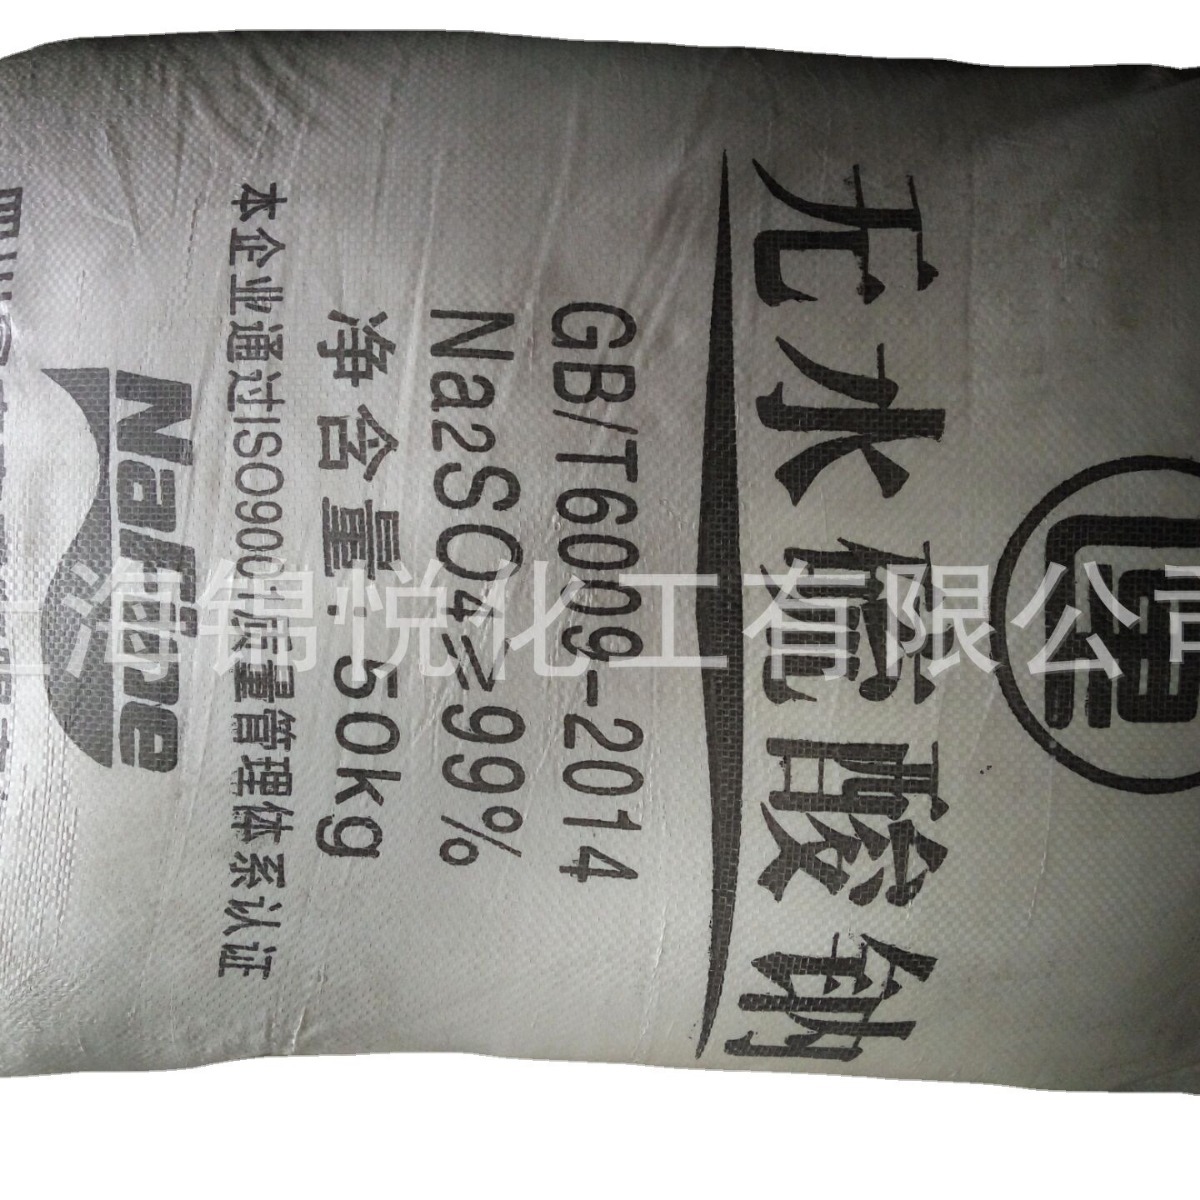 无水硫酸钠
GB/T6009-2014
Na2SO4≥99%
净含量:50kg
本企业通过ISO9001质量管理体系认证
Nafine
上海锦悦化工有限公司